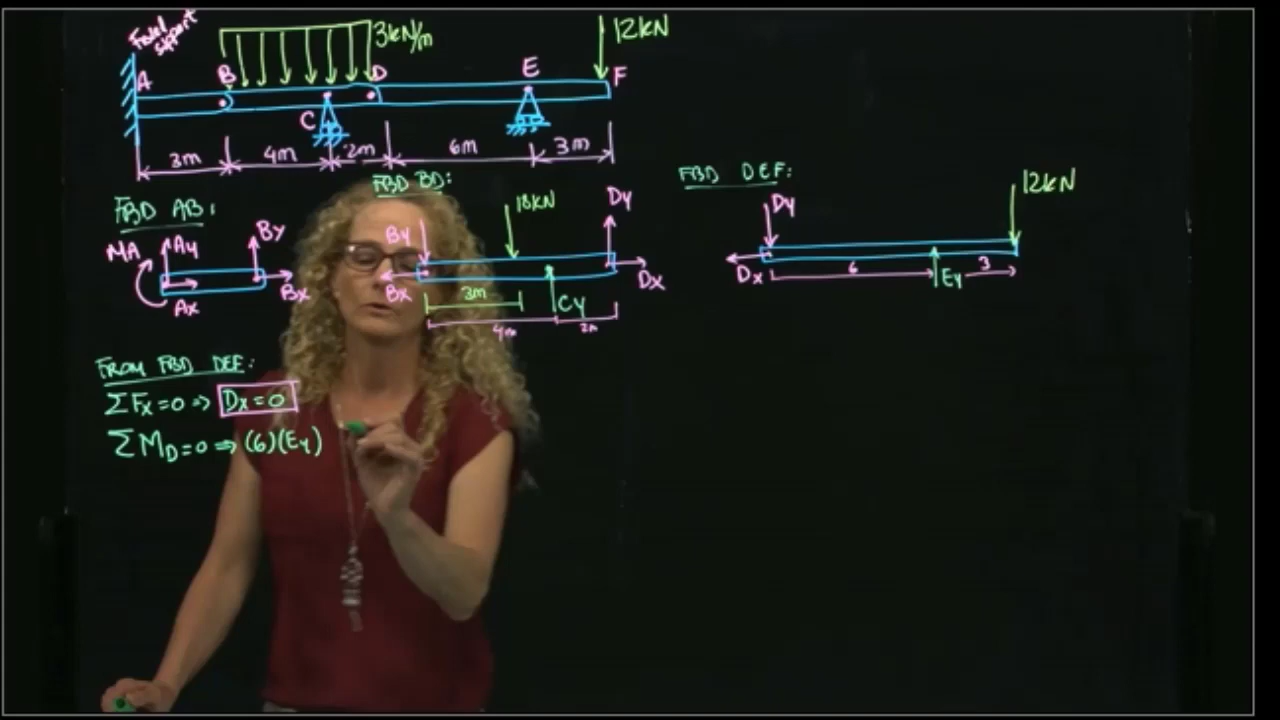 Fixed support
3kN/m
12kN
A B C D E F
3m 4m 2m 6m 3m
FBD AB:
MA Ay By
Ax Bx
FBD BD:
18kN
By Dy
Bx Dx
3m Cy
4m 2m
FBD DEF:
12kN
Dy
Dx 6 Ey 3
FROM FBD DEF:
ΣFx=0 => Dx=0
ΣMD=0 => (6)(Ey)